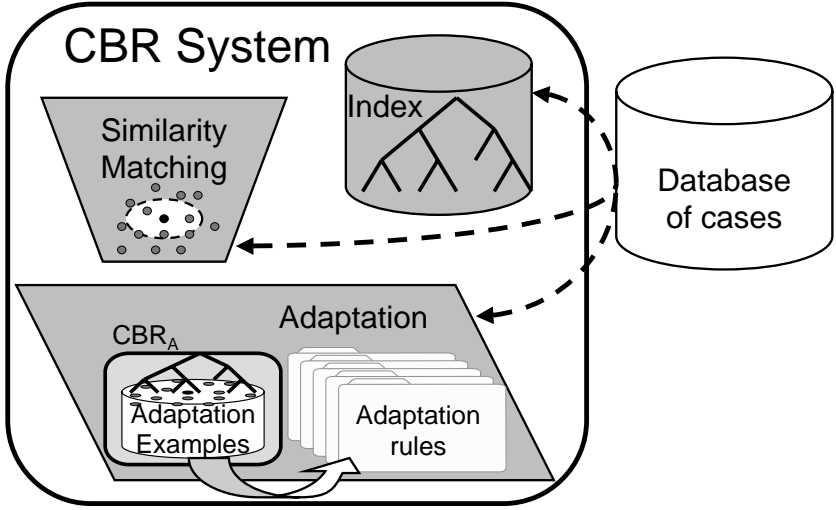 CBR System
Index
Similarity
Matching
Database
of cases
Adaptation
CBR_A
Adaptation
Examples
Adaptation
rules